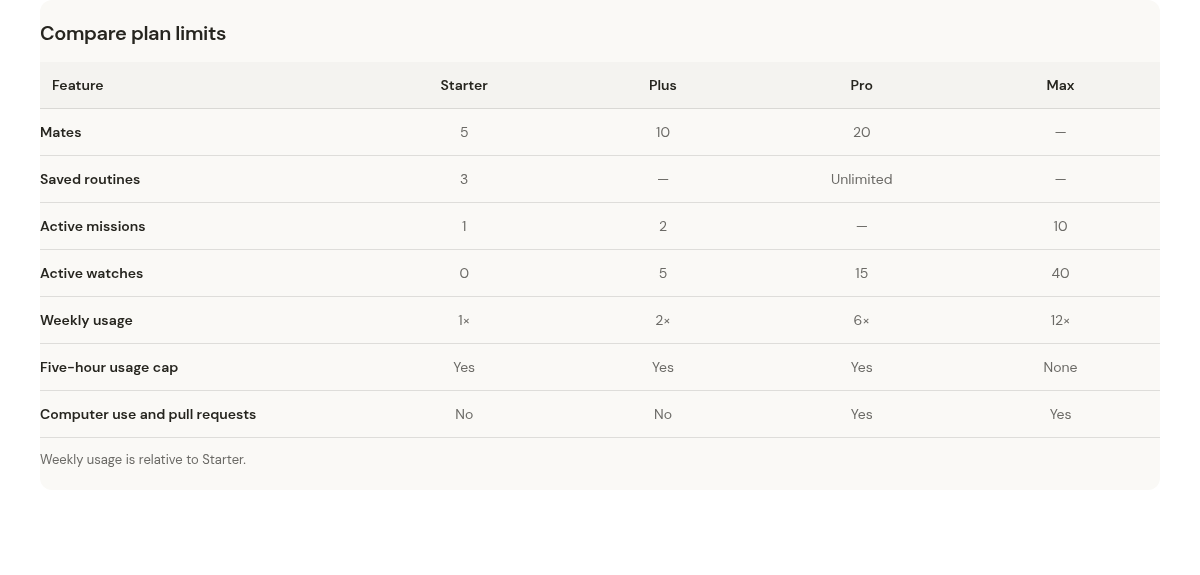 Compare plan limits
Feature Starter Plus Pro Max
Mates 5 10 20 —
Saved routines 3 — Unlimited —
Active missions 1 2 — 10
Active watches 0 5 15 40
Weekly usage 1× 2× 6× 12×
Five-hour usage cap Yes Yes Yes None
Computer use and pull requests No No Yes Yes
Weekly usage is relative to Starter.